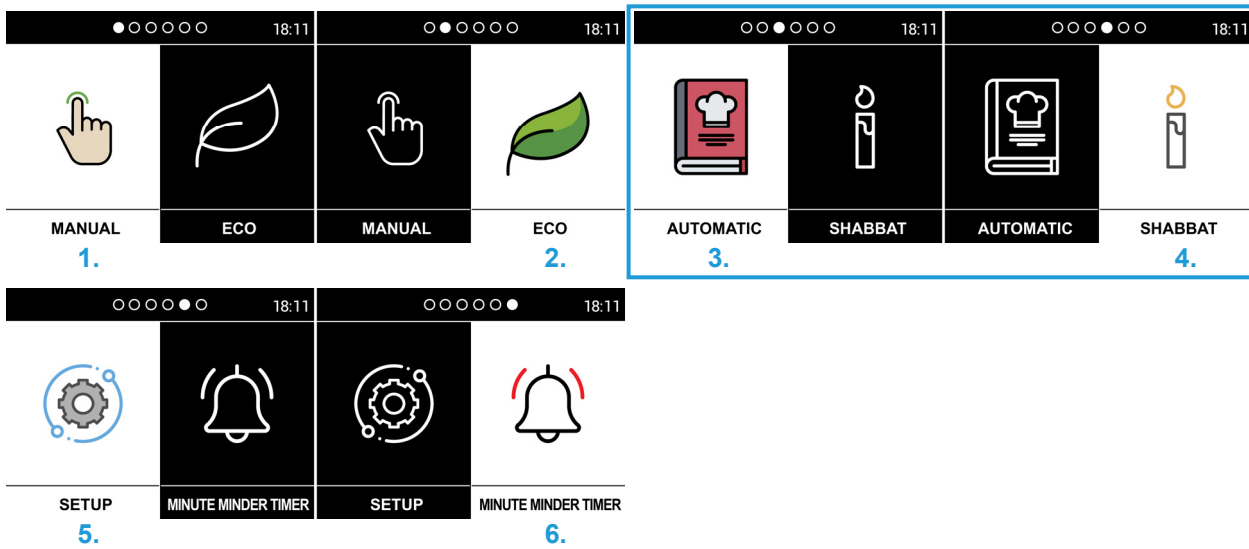 18:11 18:11 18:11 18:11
MANUAL ECO MANUAL ECO AUTOMATIC SHABBAT AUTOMATIC SHABBAT
1. 2. 3. 4.
18:11 18:11
SETUP MINUTE MINDER TIMER SETUP MINUTE MINDER TIMER
5. 6.